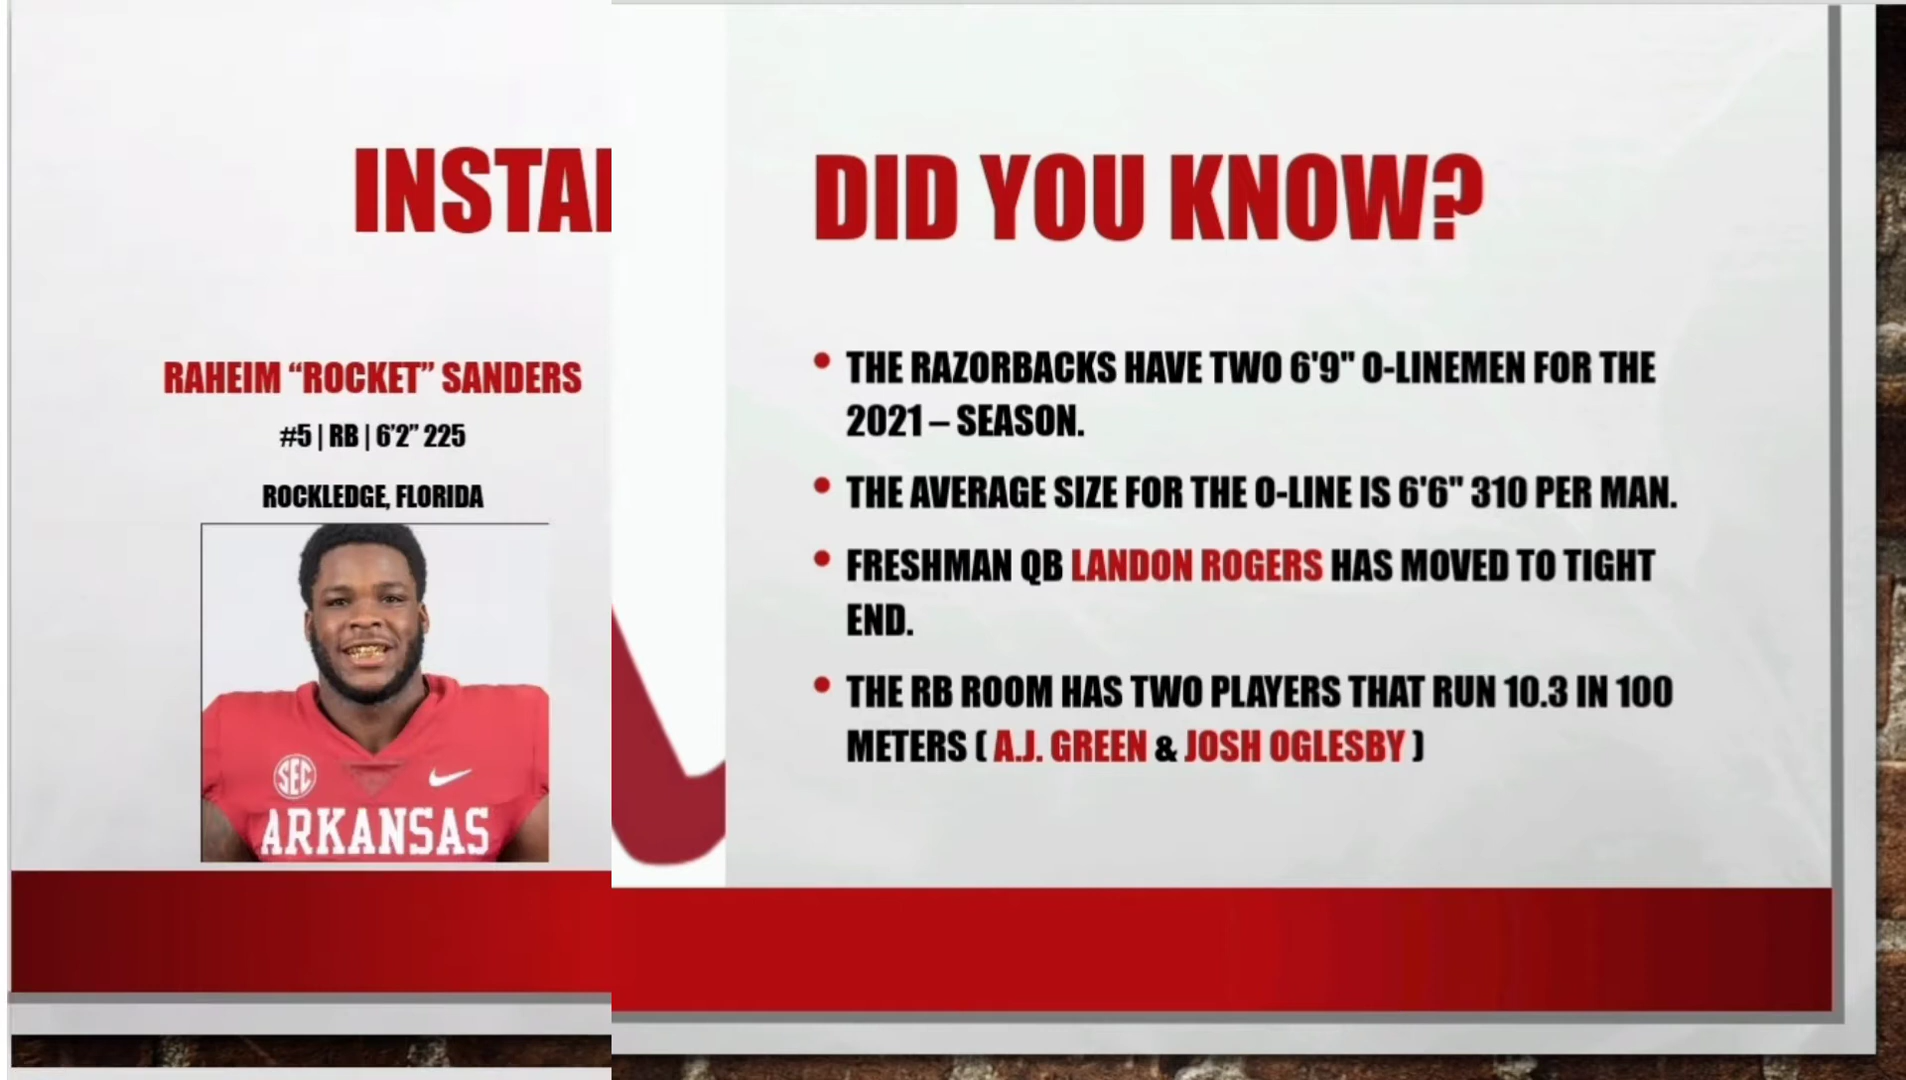 INSTA
RAHEIM “ROCKET” SANDERS
#5 | RB | 6’2” 225
ROCKLEDGE, FLORIDA
SEC
ARKANSAS
DID YOU KNOW?
• THE RAZORBACKS HAVE TWO 6'9" O-LINEMEN FOR THE
2021 – SEASON.
• THE AVERAGE SIZE FOR THE O-LINE IS 6'6" 310 PER MAN.
• FRESHMAN QB LANDON ROGERS HAS MOVED TO TIGHT
END.
• THE RB ROOM HAS TWO PLAYERS THAT RUN 10.3 IN 100
METERS ( A.J. GREEN & JOSH OGLESBY )